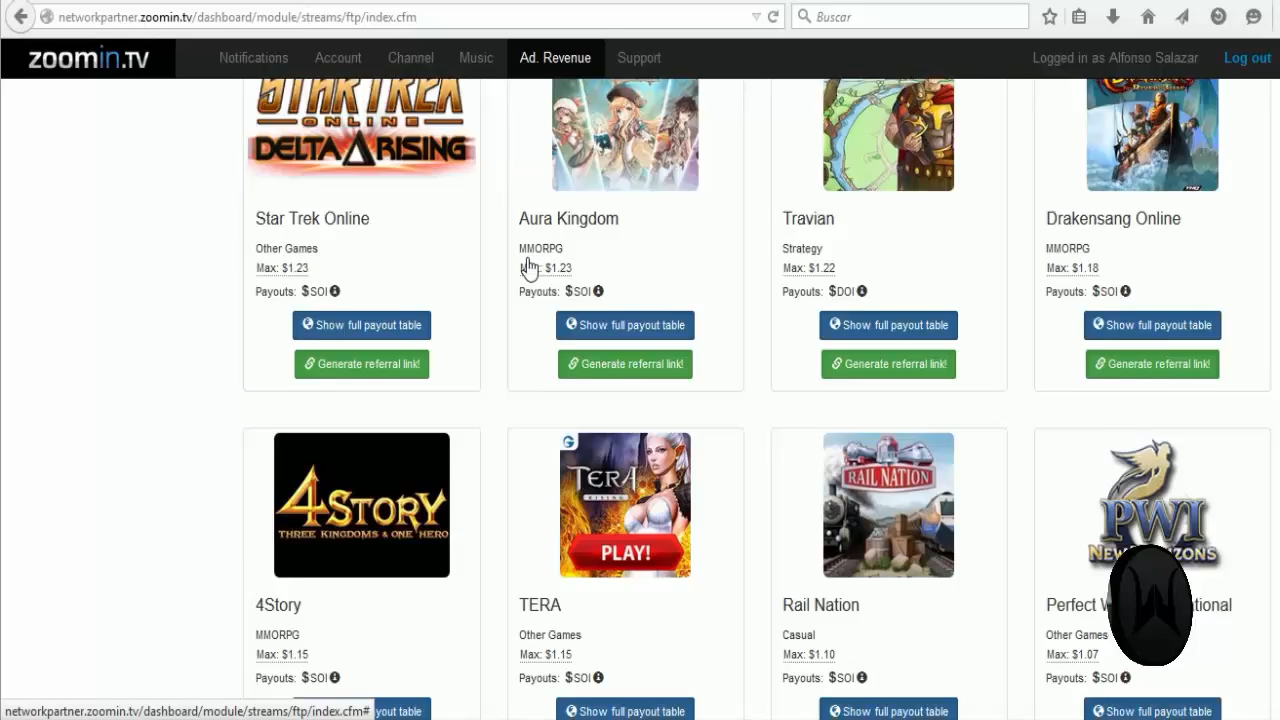 networkpartner.zoomin.tv/dashboard/module/streams/ftp/index.cfm
Buscar
zoomin.TV
Notifications Account Channel Music Ad. Revenue Support Logged in as Alfonso Salazar Log out
STAR TREK
ONLINE
DELTA RISING
Star Trek Online
Other Games
Max: $1.23
Payouts: $SOI
Show full payout table
Generate referral link!
Aura Kingdom
MMORPG
$1.23
Payouts: $SOI
Show full payout table
Generate referral link!
Travian
Strategy
Max: $1.22
Payouts: $DOI
Show full payout table
Generate referral link!
Drakensang Online
MMORPG
Max: $1.18
Payouts: $SOI
Show full payout table
Generate referral link!
4STORY
THREE KINGDOMS & ONE HERO
4Story
MMORPG
Max: $1.15
Payouts: $SOI
yout table
TERA
RISING
PLAY!
TERA
Other Games
Max: $1.15
Payouts: $SOI
Show full payout table
RAIL NATION
Rail Nation
Casual
Max: $1.10
Payouts: $SOI
Show full payout table
PWI
Perfect W tional
Other Games
Max: $1.07
Payouts: $SOI
Show full payout table
networkpartner.zoomin.tv/dashboard/module/streams/ftp/index.cfm#